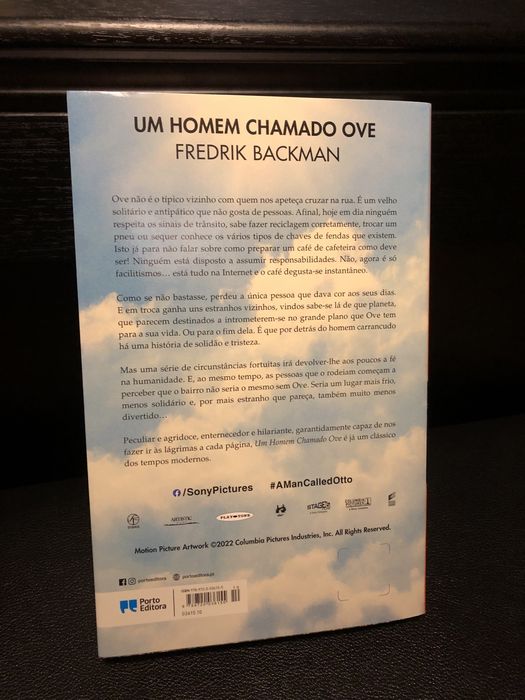 UM HOMEM CHAMADO OVE
FREDRIK BACKMAN
Ove não é o típico vizinho com quem nos apeteça cruzar na rua. É um velho
solitário e antipático que não gosta de pessoas. Afinal, hoje em dia ninguém
respeita os sinais de trânsito, sabe fazer reciclagem corretamente, trocar um
pneu ou sequer conhece os vários tipos de chaves de fendas que existem.
Isto já para não falar sobre como preparar um café de cafeteira como deve
ser! Ninguém está disposto a assumir responsabilidades. Não, agora é só
facilitismos... está tudo na Internet e o café degusta-se instantâneo.
Como se não bastasse, perdeu a única pessoa que dava cor aos seus dias.
E em troca ganha uns estranhos vizinhos, vindos sabe-se lá de que planeta,
que parecem destinados a intrometerem-se no grande plano que Ove tem
para a sua vida. Ou para o fim dela. É que por detrás do homem carrancudo
há uma história de solidão e tristeza.
Mas uma série de circunstâncias fortuitas irá devolver-lhe aos poucos a fé
na humanidade. E, ao mesmo tempo, as pessoas que o rodeiam começam a
perceber que o bairro não seria o mesmo sem Ove. Seria um lugar mais frio,
menos solidário e, por mais estranho que pareça, também muito menos
divertido...
Peculiar e agridoce, enternecedor e hilariante, garantidamente capaz de nos
fazer ir às lágrimas a cada página, Um Homem Chamado Ove é já um clássico
dos tempos modernos.
/SonyPictures #AManCalledOtto
ARTISTIC PLAYTONE STAGE COLUMBIA PICTURES
Motion Picture Artwork ©2022 Columbia Pictures Industries, Inc. All Rights Reserved.
portoeditora portoeditora.pt
Porto
Editora
ISBN